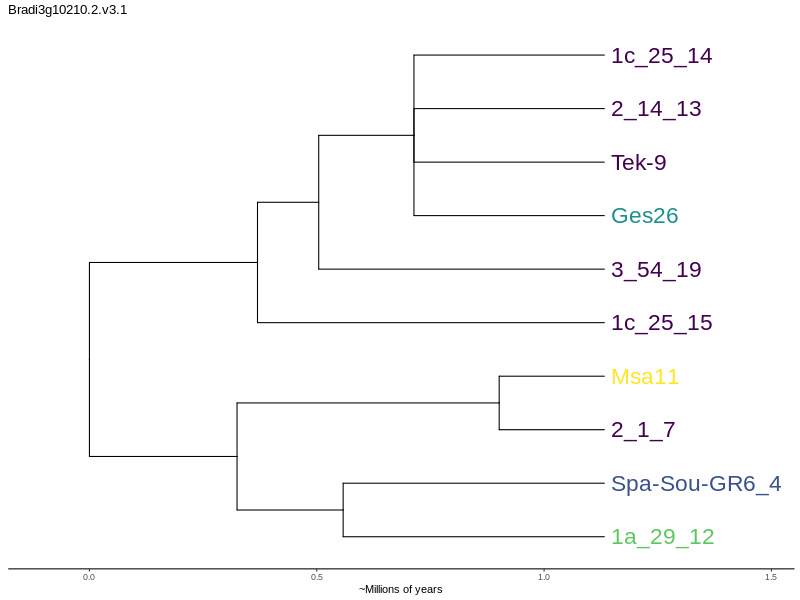 Bradi3g10210.2.v3.1
1c_25_14
2_14_13
Tek-9
Ges26
3_54_19
1c_25_15
Msa11
2_1_7
Spa-Sou-GR6_4
1a_29_12
0.0 0.5 1.0 1.5
~Millions of years